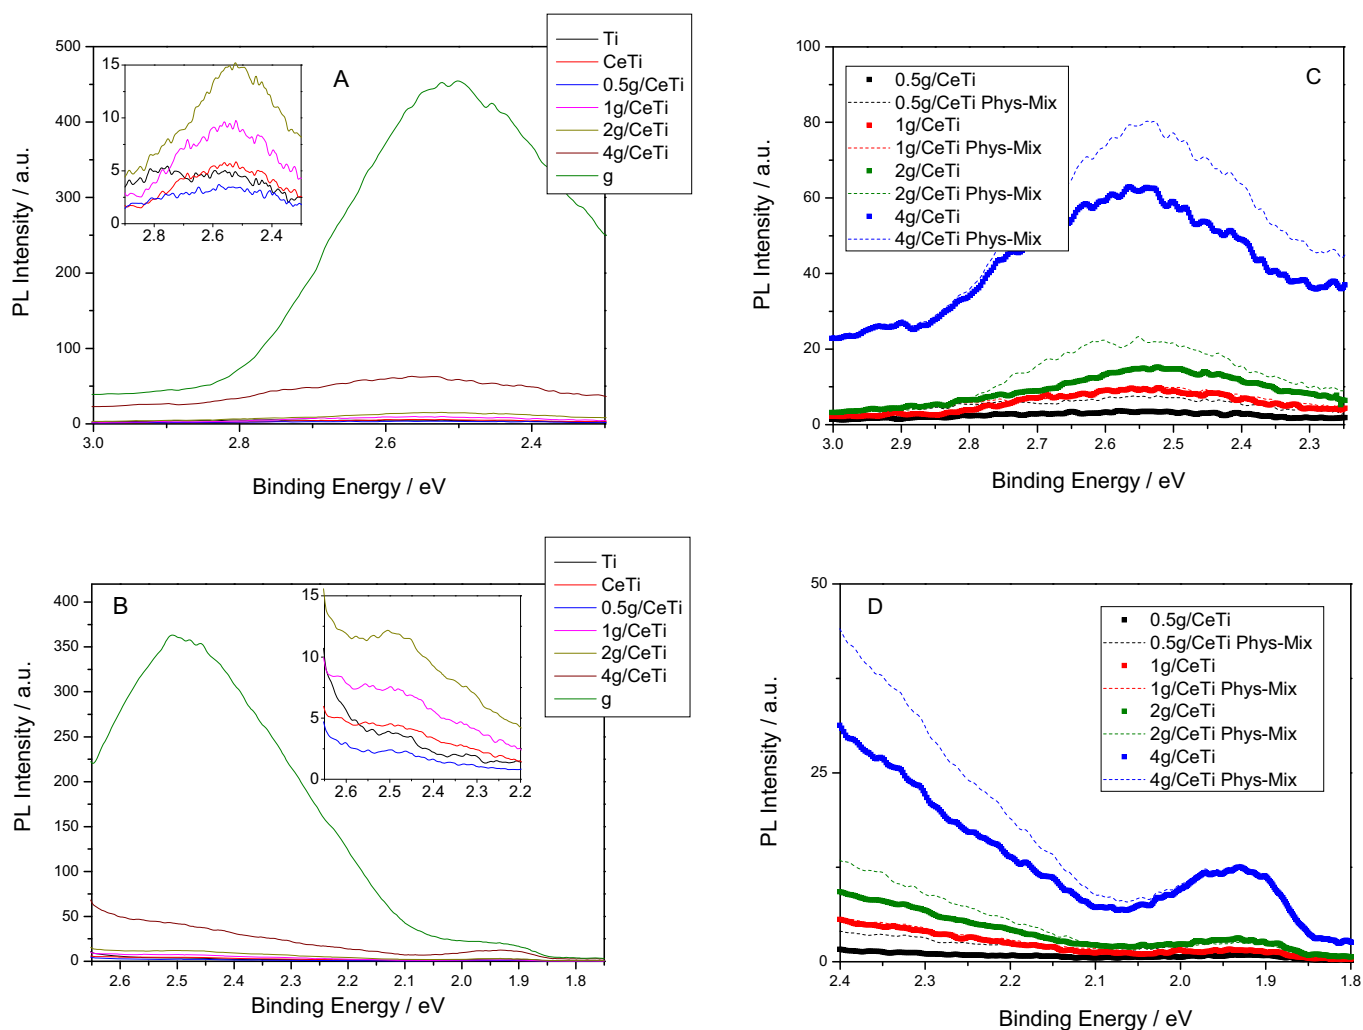 Ti
CeTi
0.5g/CeTi
1g/CeTi
2g/CeTi
4g/CeTi
g
A
500
450
400
350
300
250
200
150
100
50
0
15
10
5
0
2.8 2.6 2.4
3.0 2.8 2.6 2.4
PL Intensity / a.u.
Binding Energy / eV
C
0.5g/CeTi
0.5g/CeTi Phys-Mix
1g/CeTi
1g/CeTi Phys-Mix
2g/CeTi
2g/CeTi Phys-Mix
4g/CeTi
4g/CeTi Phys-Mix
100
80
60
40
20
0
3.0 2.9 2.8 2.7 2.6 2.5 2.4 2.3
PL Intensity / a.u.
Binding Energy / eV
Ti
CeTi
0.5g/CeTi
1g/CeTi
2g/CeTi
4g/CeTi
g
B
400
350
300
250
200
150
100
50
0
15
10
5
0
2.6 2.5 2.4 2.3 2.2
2.6 2.5 2.4 2.3 2.2 2.1 2.0 1.9 1.8
PL Intensity / a.u.
Binding Energy / eV
D
0.5g/CeTi
0.5g/CeTi Phys-Mix
1g/CeTi
1g/CeTi Phys-Mix
2g/CeTi
2g/CeTi Phys-Mix
4g/CeTi
4g/CeTi Phys-Mix
50
25
0
2.4 2.3 2.2 2.1 2.0 1.9 1.8
PL Intensity / a.u.
Binding Energy / eV